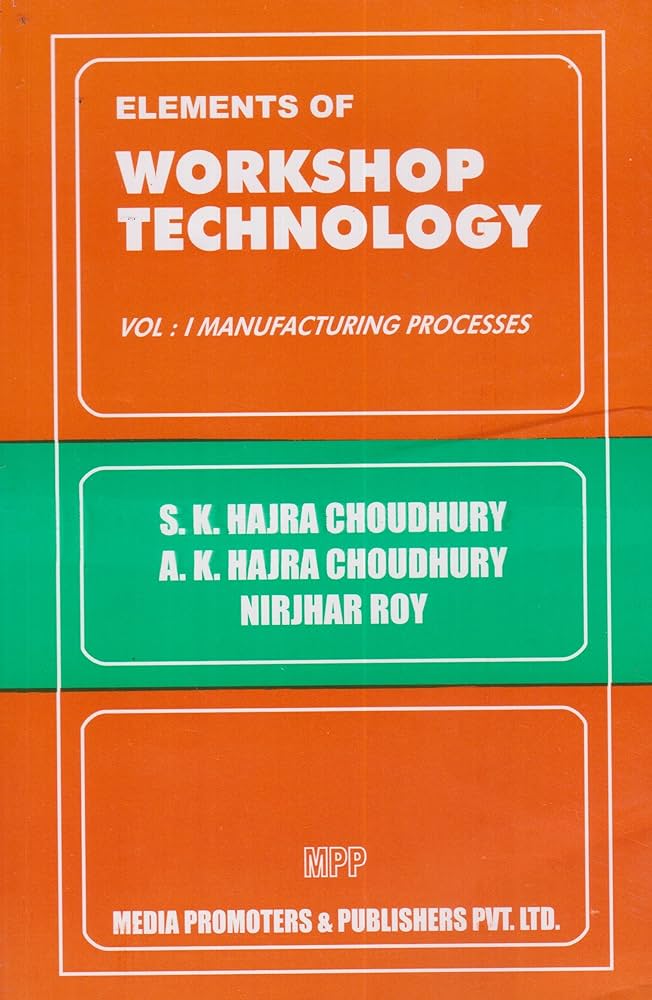 ELEMENTS OF
WORKSHOP
TECHNOLOGY
VOL : I MANUFACTURING PROCESSES
S. K. HAJRA CHOUDHURY
A. K. HAJRA CHOUDHURY
NIRJHAR ROY
MPP
MEDIA PROMOTERS & PUBLISHERS PVT. LTD.